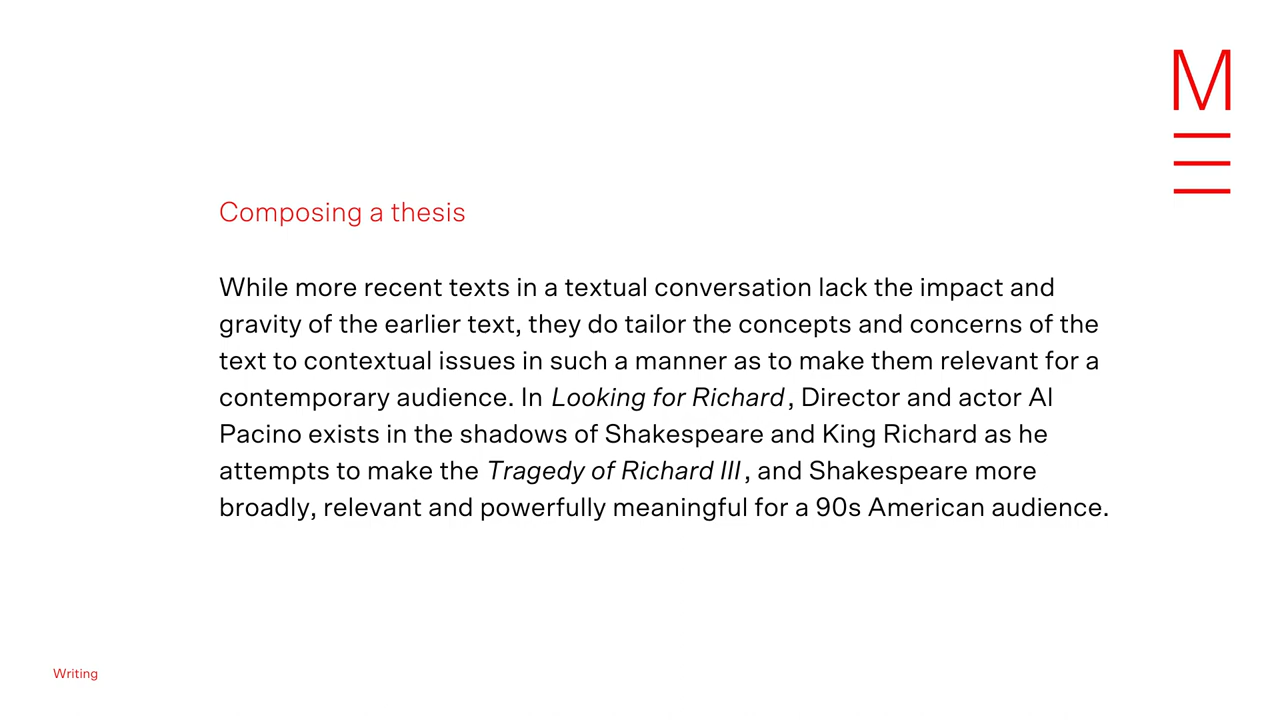 M
Composing a thesis
While more recent texts in a textual conversation lack the impact and
gravity of the earlier text, they do tailor the concepts and concerns of the
text to contextual issues in such a manner as to make them relevant for a
contemporary audience. In Looking for Richard, Director and actor Al
Pacino exists in the shadows of Shakespeare and King Richard as he
attempts to make the Tragedy of Richard III, and Shakespeare more
broadly, relevant and powerfully meaningful for a 90s American audience.
Writing